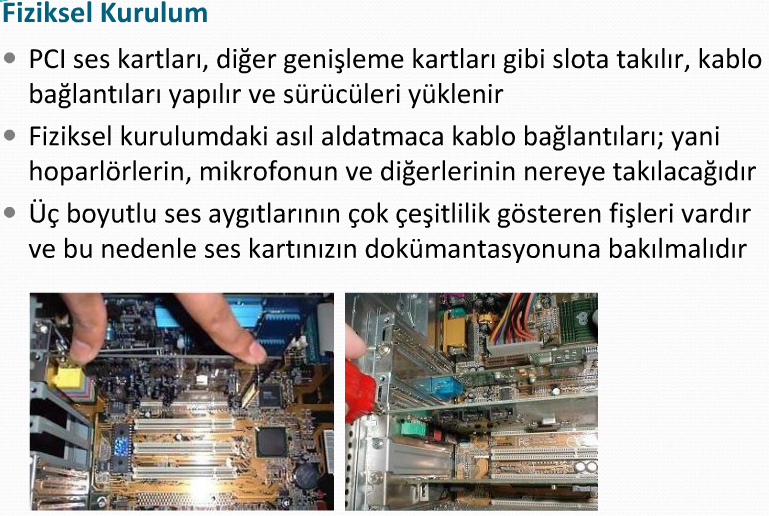 Fiziksel Kurulum
PCI ses kartları, diğer genişleme kartları gibi slota takılır, kablo
bağlantıları yapılır ve sürücüleri yüklenir
Fiziksel kurulumdaki asıl aldatmaca kablo bağlantıları; yani
hoparlörlerin, mikrofonun ve diğerlerinin nereye takılacağıdır
Üç boyutlu ses aygıtlarının çok çeşitlilik gösteren fişleri vardır
ve bu nedenle ses kartınızın dokümantasyonuna bakılmalıdır